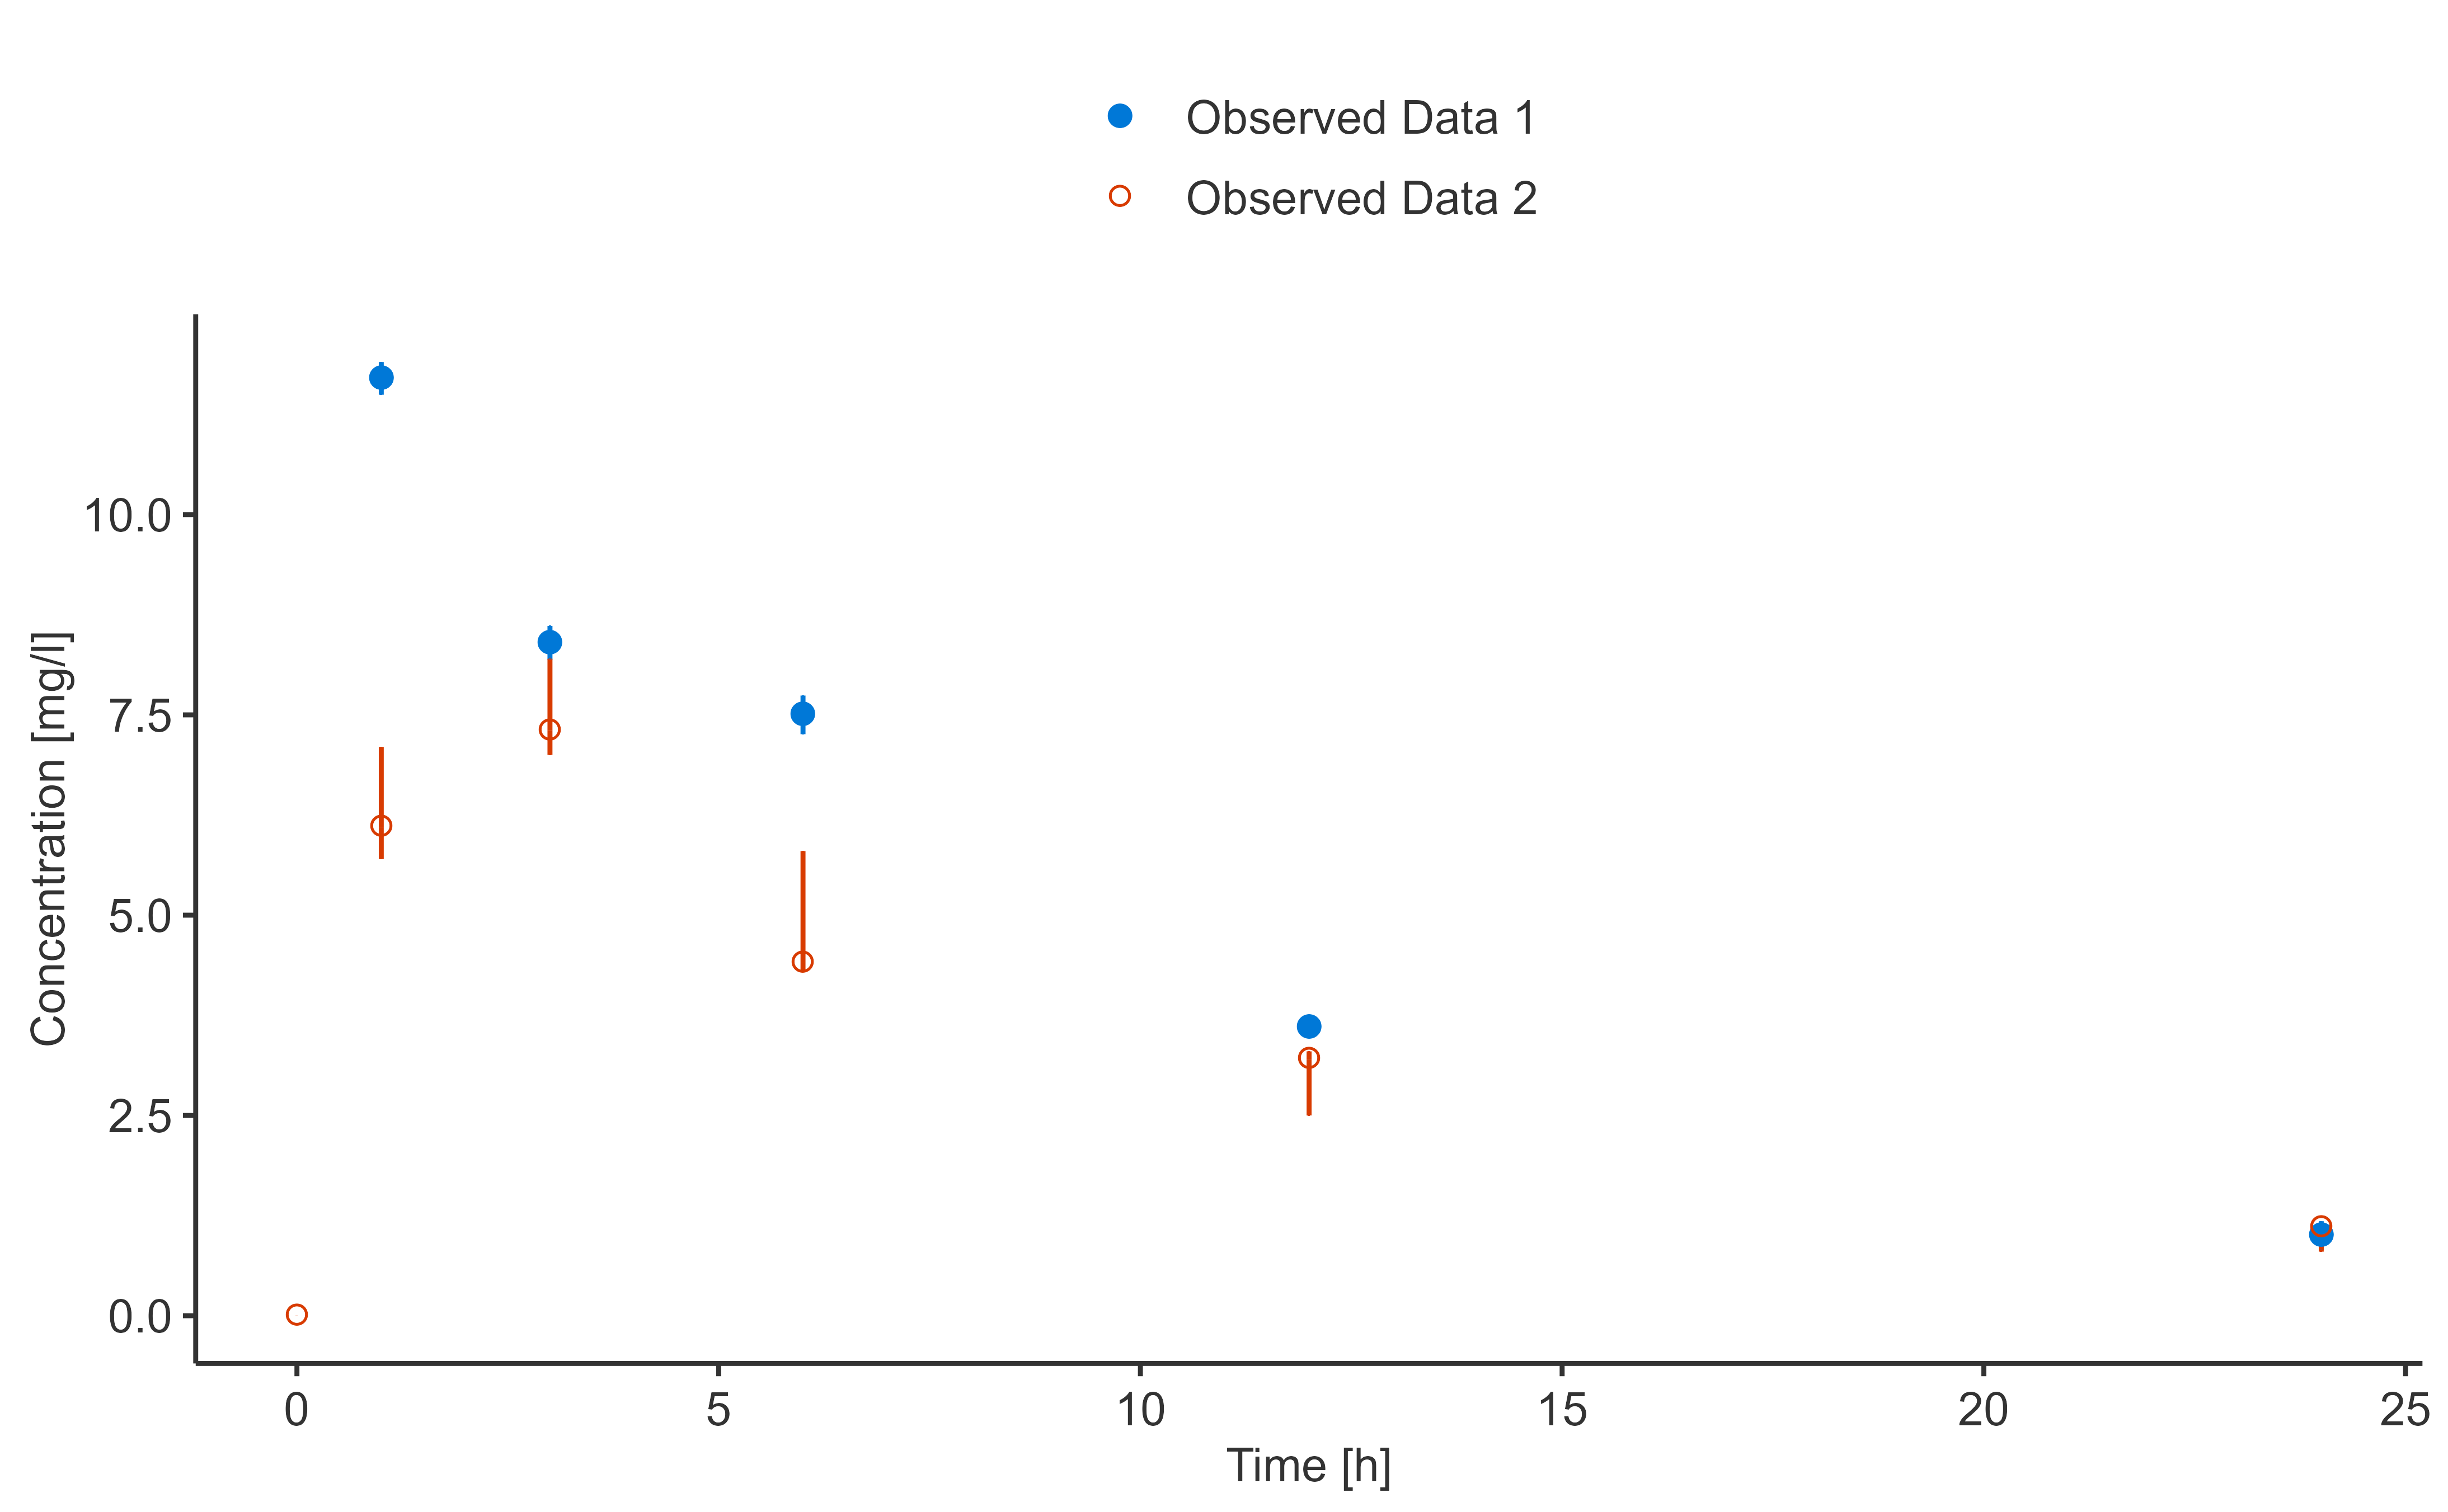 Observed Data 1
Observed Data 2
Concentration [mg/l]
10.0
7.5
5.0
2.5
0.0
0 5 10 15 20 25
Time [h]